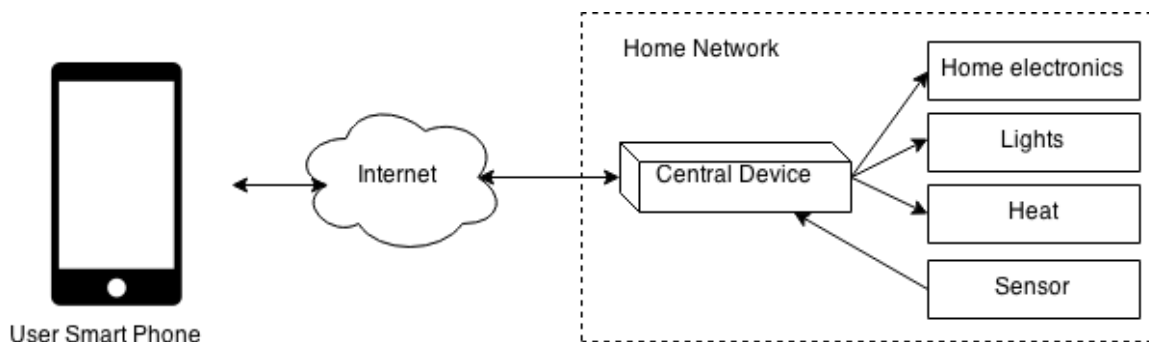 Home Network
Home electronics
Lights
Internet
Central Device
Heat
Sensor
User Smart Phone